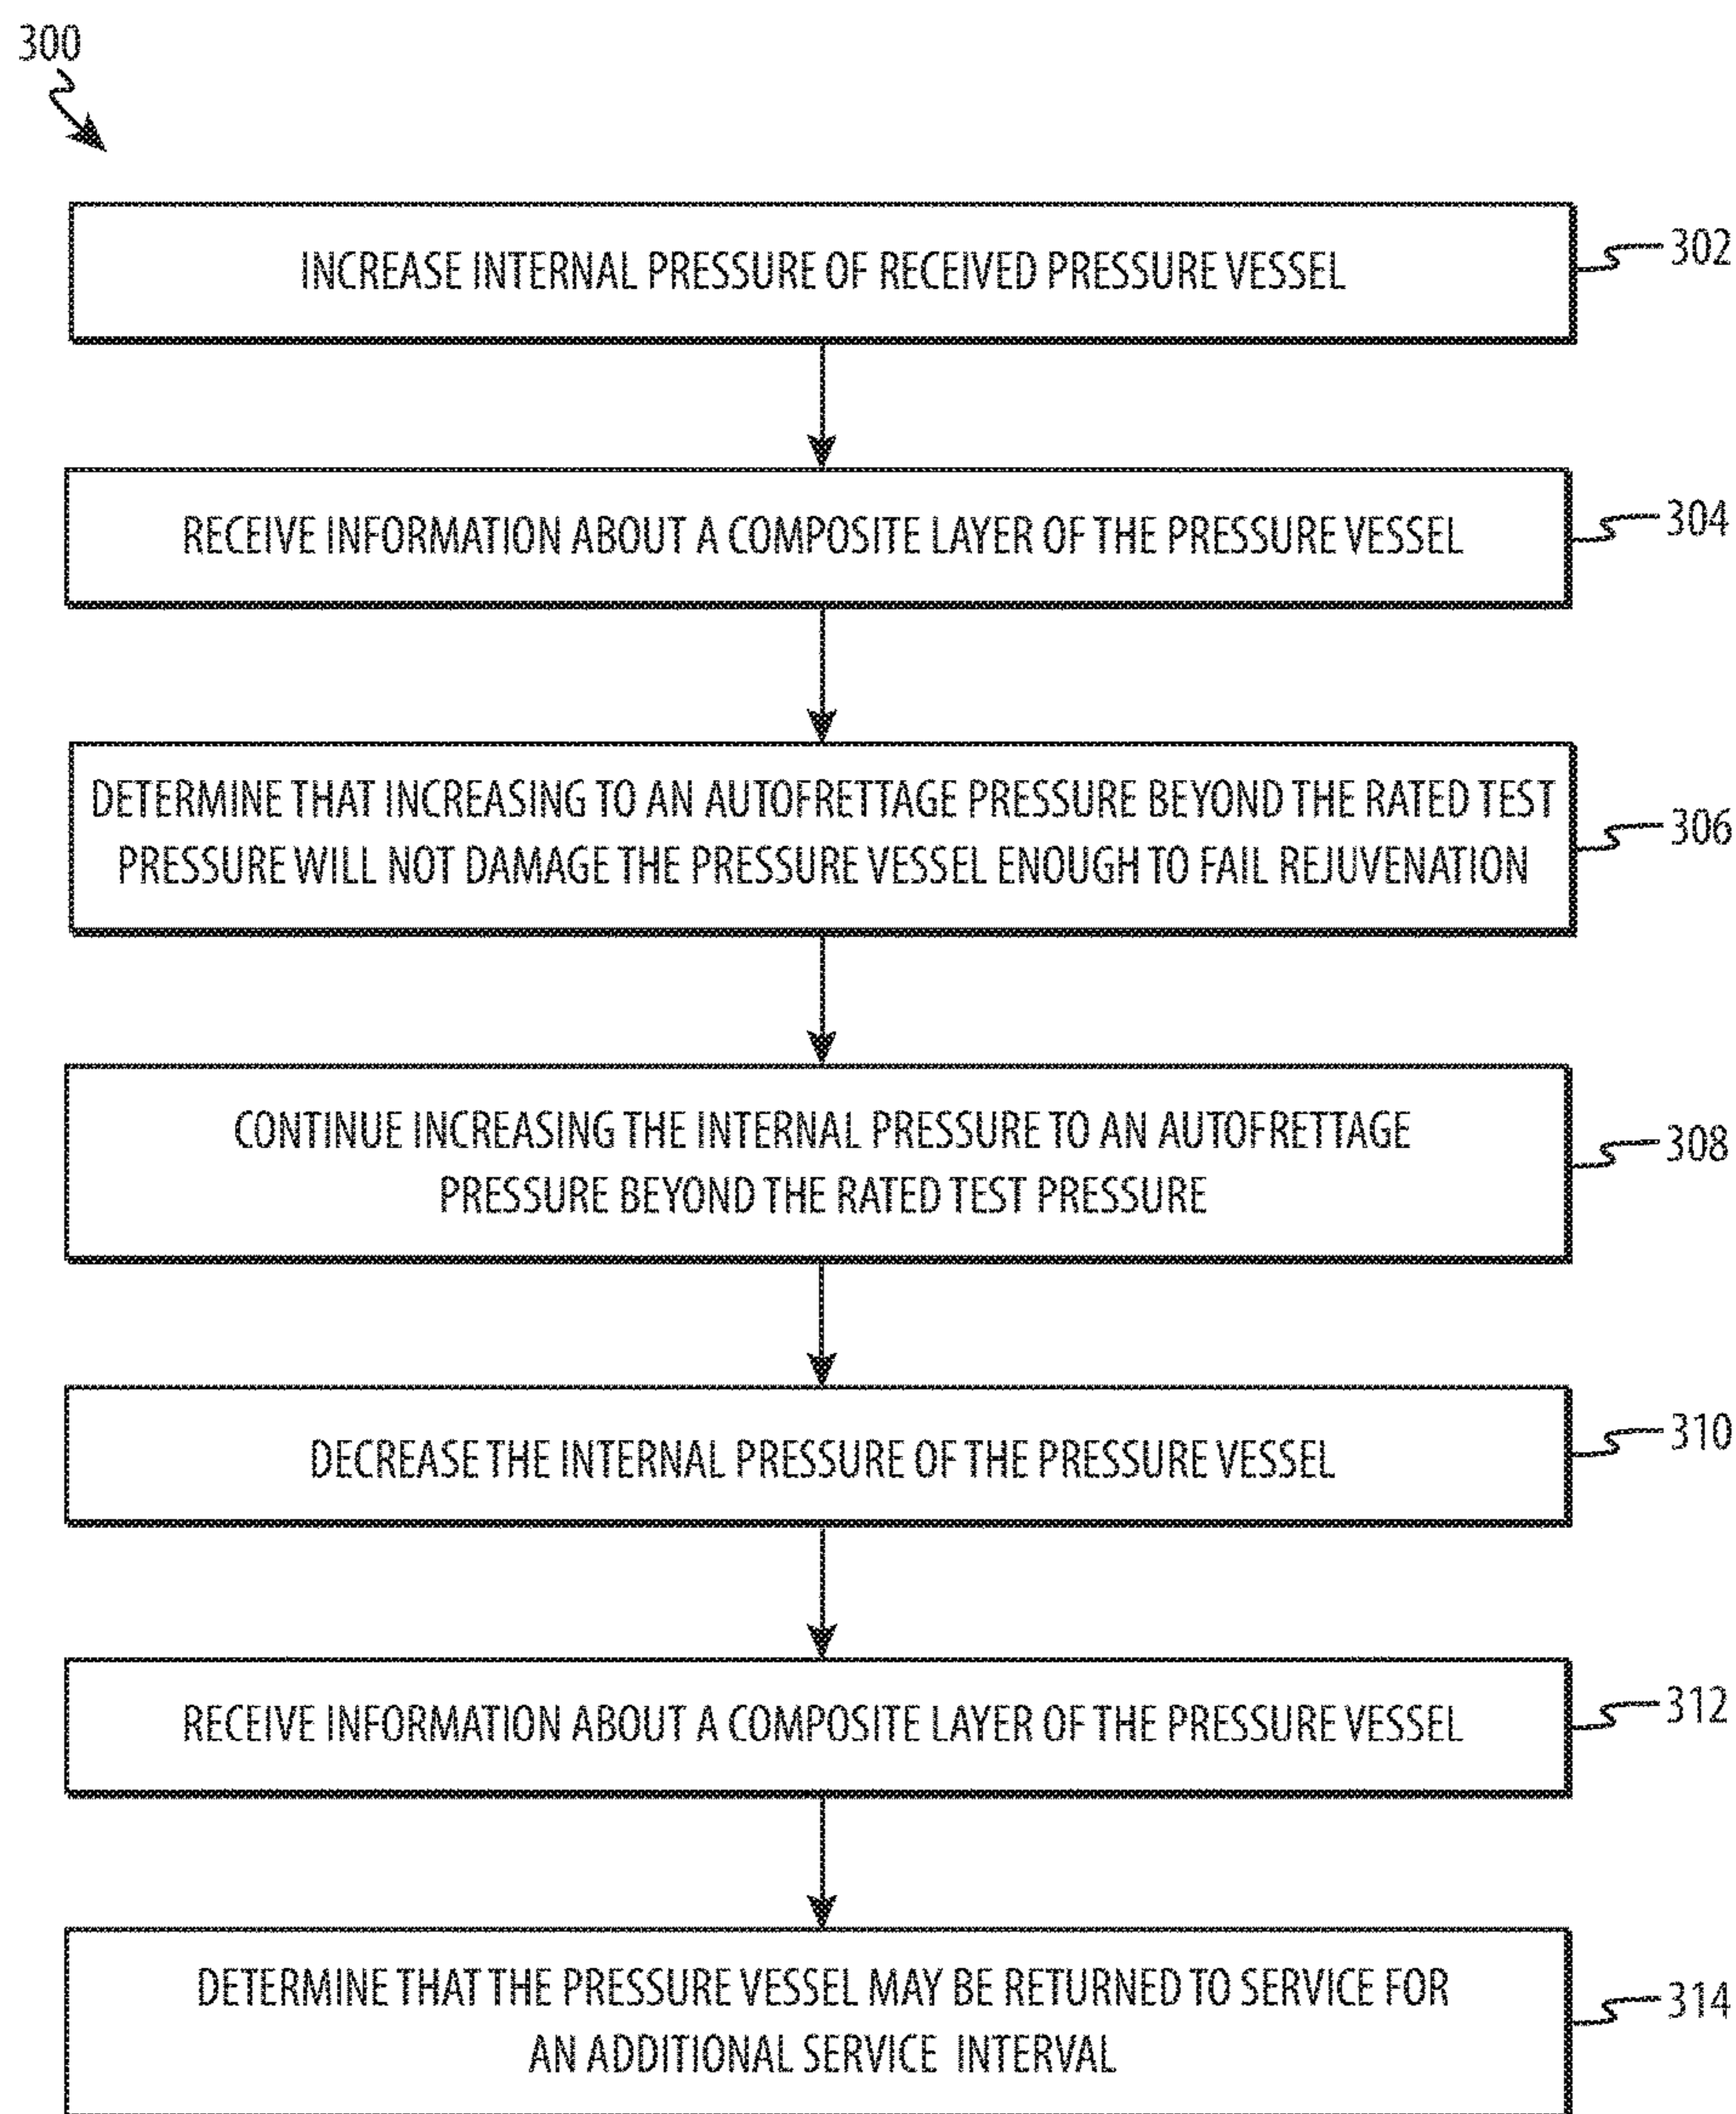 300
INCREASE INTERNAL PRESSURE OF RECEIVED PRESSURE VESSEL
302
RECEIVE INFORMATION ABOUT A COMPOSITE LAYER OF THE PRESSURE VESSEL
304
DETERMINE THAT INCREASING TO AN AUTOFRETTAGE PRESSURE BEYOND THE RATED TEST
PRESSURE WILL NOT DAMAGE THE PRESSURE VESSEL ENOUGH TO FAIL REJUVENATION
306
CONTINUE INCREASING THE INTERNAL PRESSURE TO AN AUTOFRETTAGE
PRESSURE BEYOND THE RATED TEST PRESSURE
308
DECREASE THE INTERNAL PRESSURE OF THE PRESSURE VESSEL
310
RECEIVE INFORMATION ABOUT A COMPOSITE LAYER OF THE PRESSURE VESSEL
312
DETERMINE THAT THE PRESSURE VESSEL MAY BE RETURNED TO SERVICE FOR
AN ADDITIONAL SERVICE INTERVAL
314